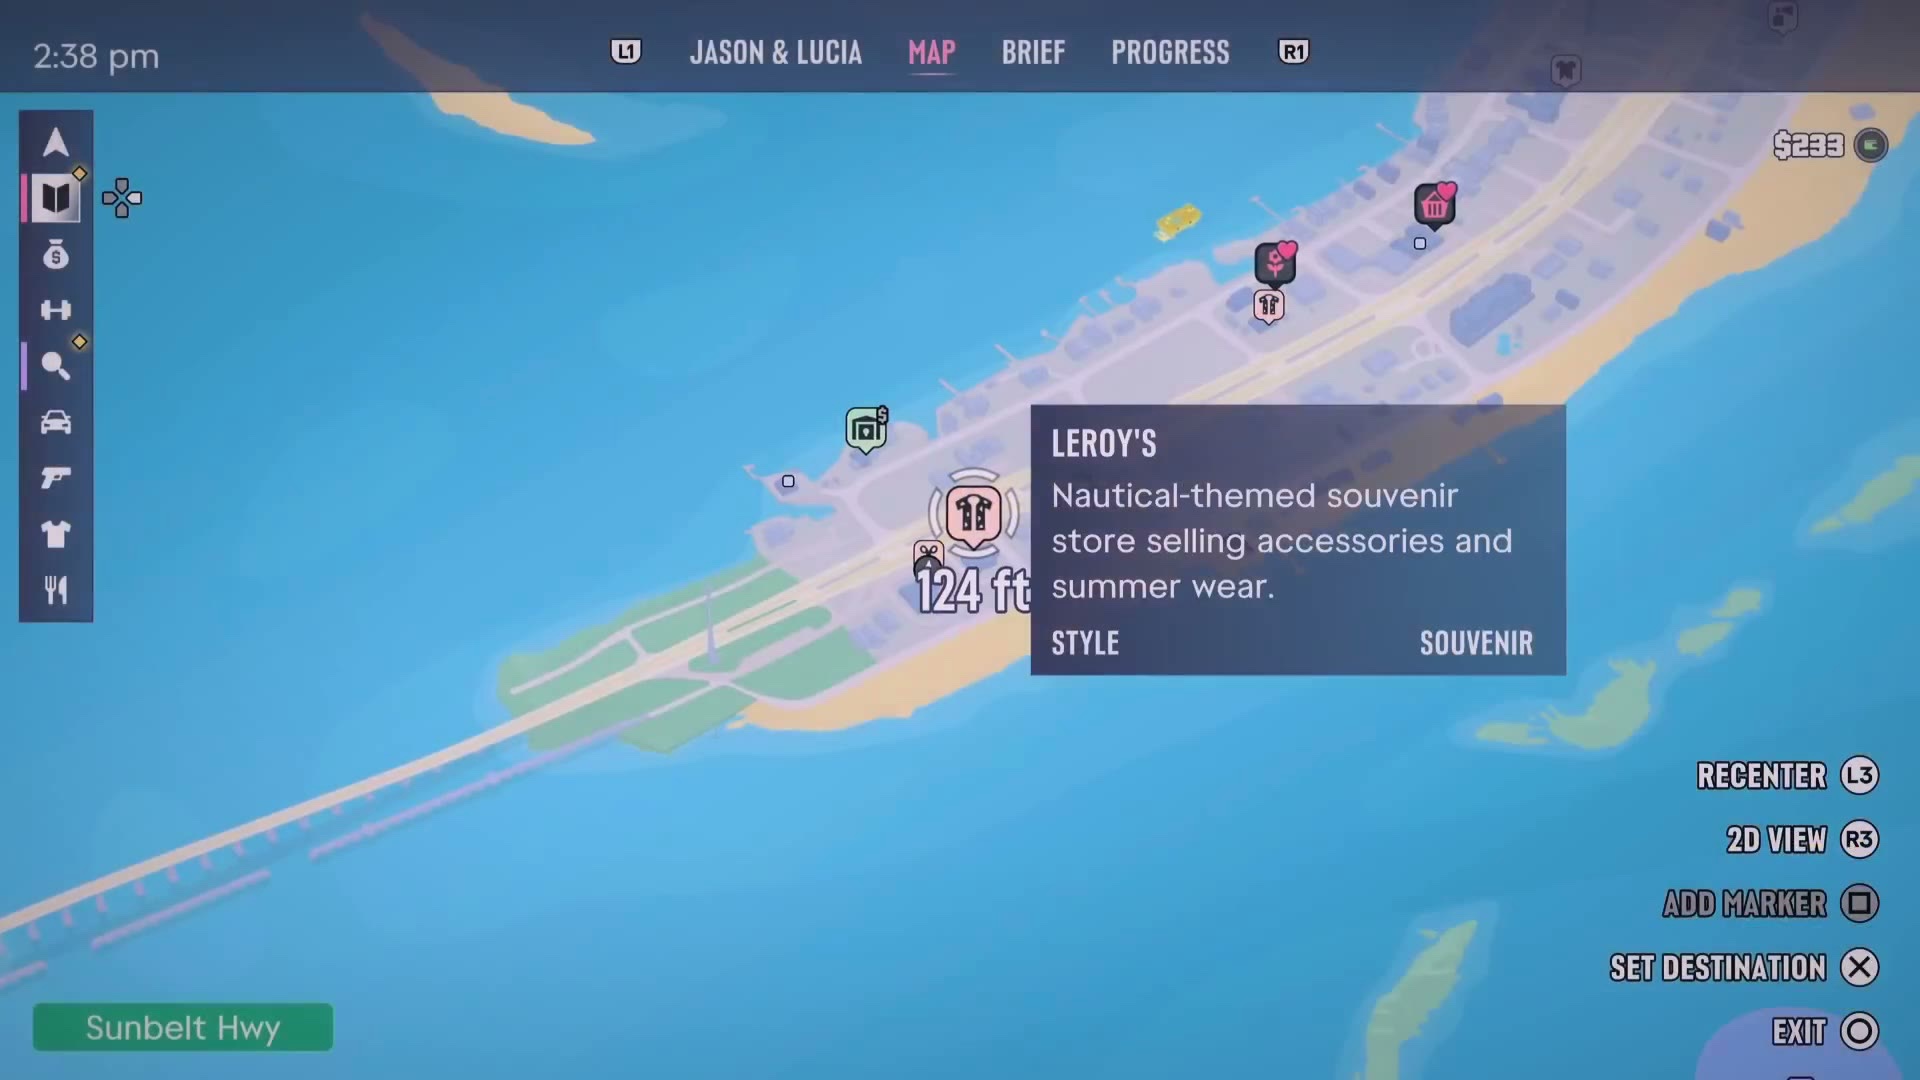 2:38 pm
L1 JASON & LUCIA MAP BRIEF PROGRESS R1
$233
LEROY'S
Nautical-themed souvenir
store selling accessories and
summer wear.
STYLE SOUVENIR
124 ft
RECENTER L3
2D VIEW R3
ADD MARKER
SET DESTINATION
EXIT
Sunbelt Hwy